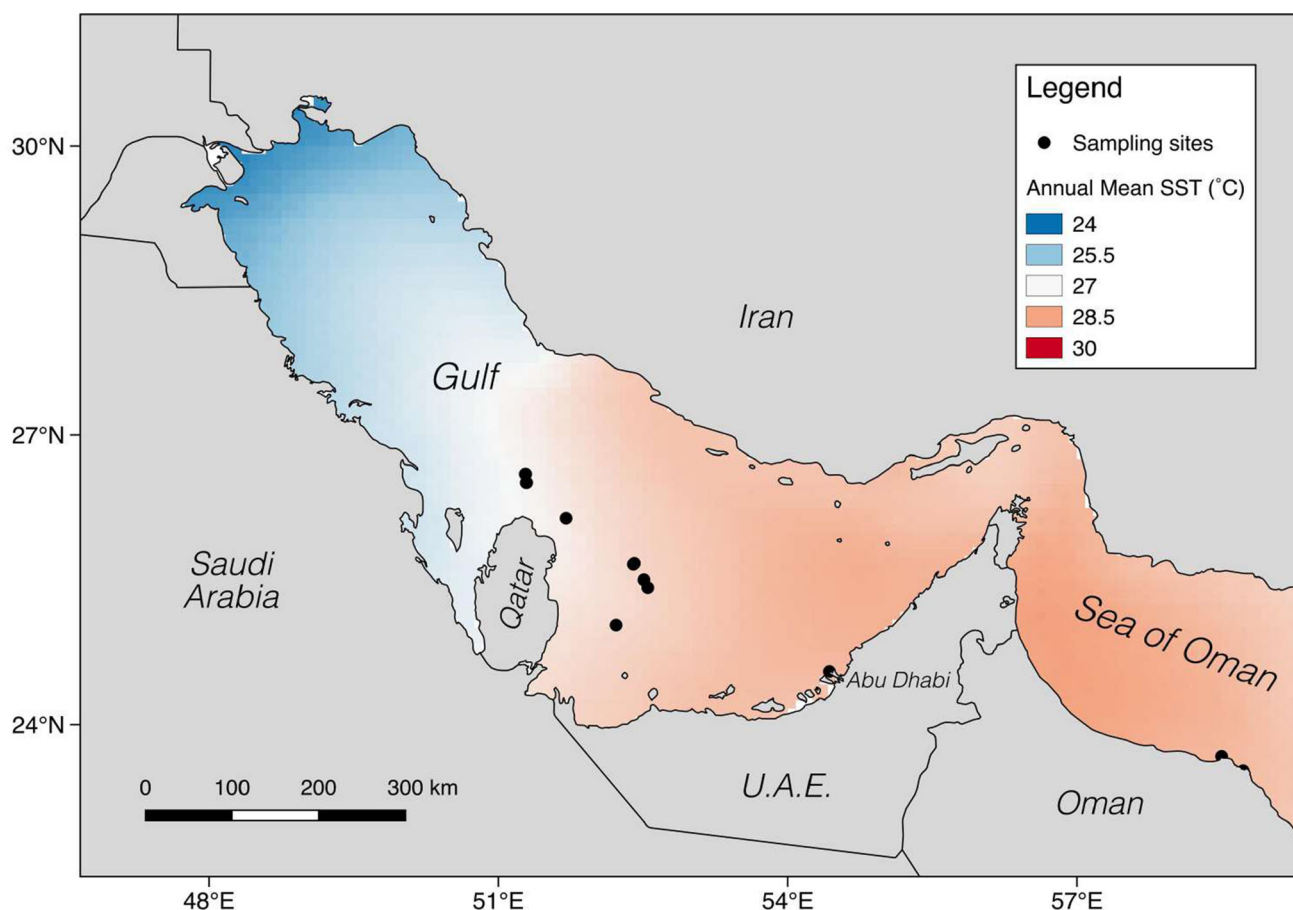 Legend
Sampling sites
Annual Mean SST (°C)
24
25.5
27
28.5
30
30°N
27°N
24°N
Iran
Gulf
Saudi
Arabia
Qatar
Sea of Oman
Abu Dhabi
U.A.E.
Oman
0 100 200 300 km
48°E 51°E 54°E 57°E